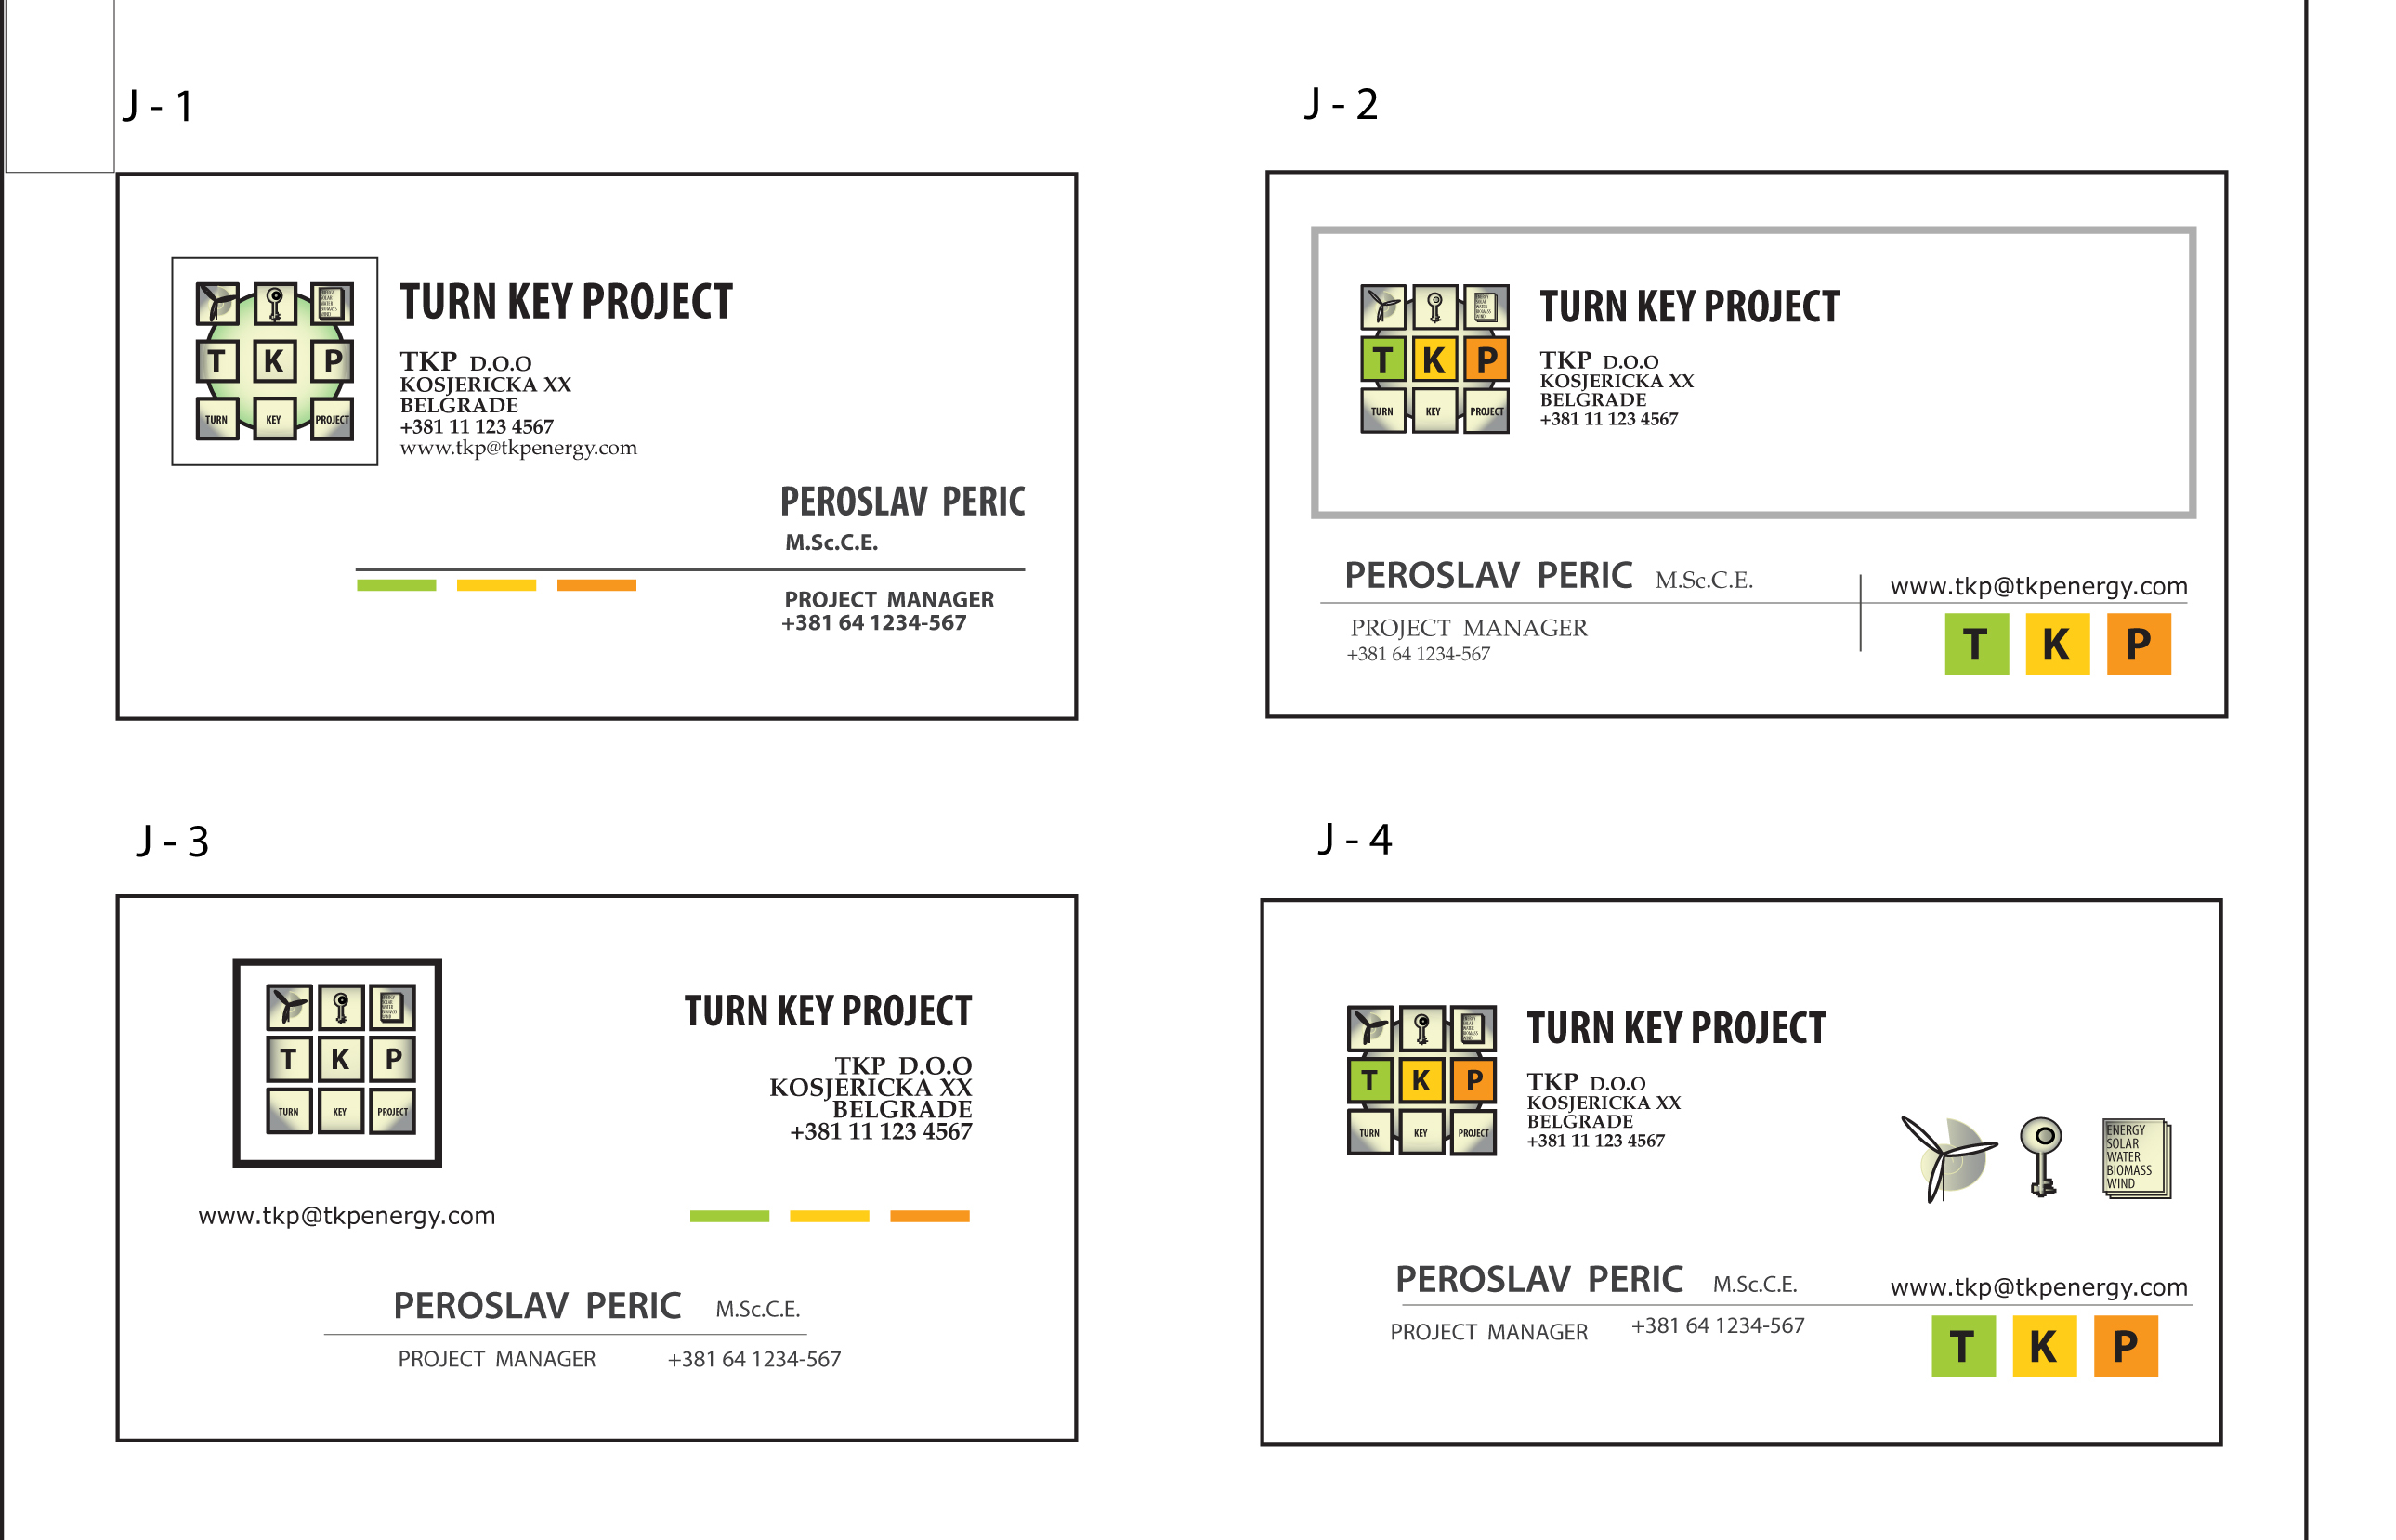 J - 1
TURN KEY PROJECT
T K P
TURN KEY PROJECT
TKP D.O.O
KOSJERICKA XX
BELGRADE
+381 11 123 4567
www.tkp@tkpenergy.com
PEROSLAV PERIC
M.Sc.C.E.
PROJECT MANAGER
+381 64 1234-567
J - 2
TURN KEY PROJECT
T K P
TURN KEY PROJECT
TKP D.O.O
KOSJERICKA XX
BELGRADE
+381 11 123 4567
PEROSLAV PERIC M.Sc.C.E.
PROJECT MANAGER
+381 64 1234-567
www.tkp@tkpenergy.com
T K P
J - 3
T K P
TURN KEY PROJECT
www.tkp@tkpenergy.com
TURN KEY PROJECT
TKP D.O.O
KOSJERICKA XX
BELGRADE
+381 11 123 4567
PEROSLAV PERIC M.Sc.C.E.
PROJECT MANAGER +381 64 1234-567
J - 4
T K P
TURN KEY PROJECT
TURN KEY PROJECT
TKP D.O.O
KOSJERICKA XX
BELGRADE
+381 11 123 4567
ENERGY
SOLAR
WATER
BIOMASS
WIND
PEROSLAV PERIC M.Sc.C.E.
PROJECT MANAGER +381 64 1234-567
www.tkp@tkpenergy.com
T K P